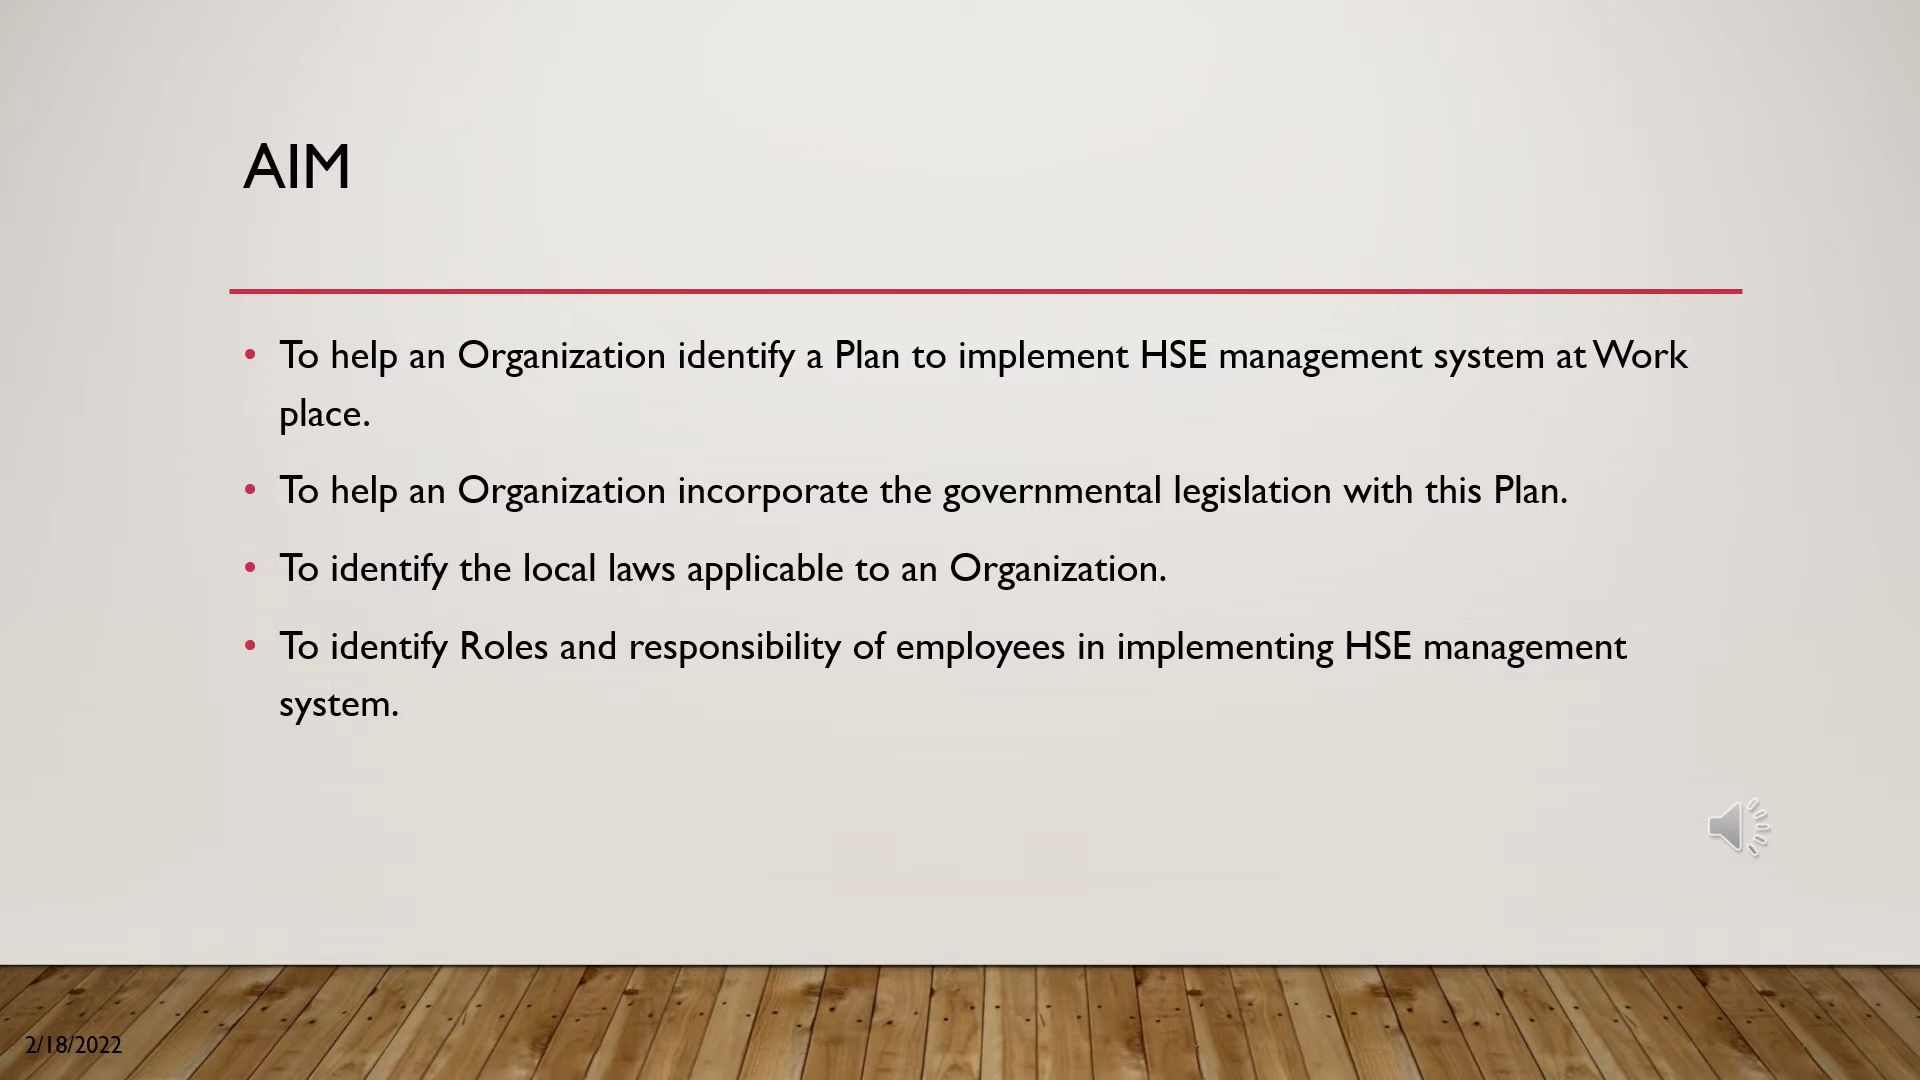 AIM
• To help an Organization identify a Plan to implement HSE management system at Work
place.
• To help an Organization incorporate the governmental legislation with this Plan.
• To identify the local laws applicable to an Organization.
• To identify Roles and responsibility of employees in implementing HSE management
system.
2/18/2022